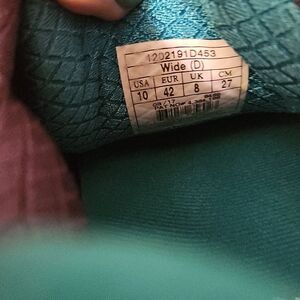 1202191D453
Wide (D)
USA EUR UK CM
10 42 8 27